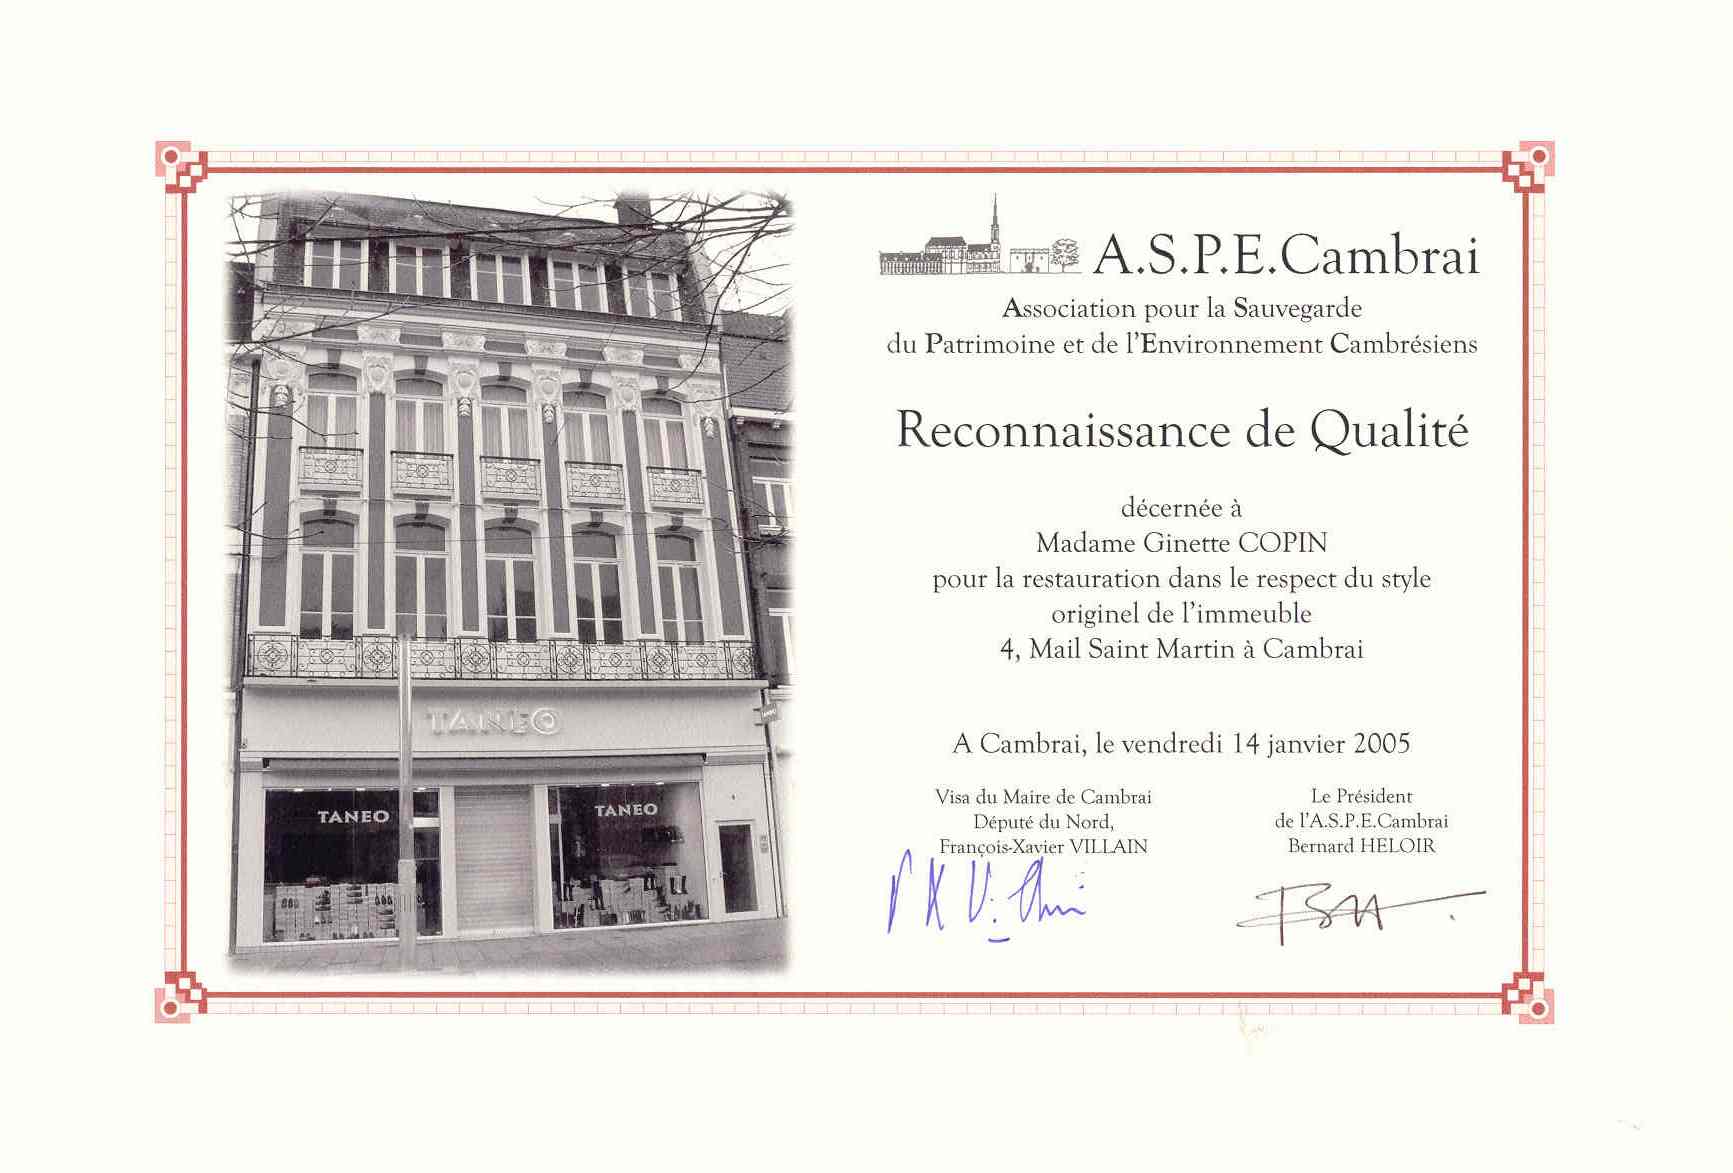 A.S.P.E.Cambrai
Association pour la Sauvegarde
du Patrimoine et de l'Environnement Cambrésiens
Reconnaissance de Qualité
décernée à
Madame Ginette COPIN
pour la restauration dans le respect du style
originel de l'immeuble
4, Mail Saint Martin à Cambrai
A Cambrai, le vendredi 14 janvier 2005
Visa du Maire de Cambrai
Député du Nord,
François-Xavier VILLAIN
Le Président
de l'A.S.P.E.Cambrai
Bernard HELOIR
TANEO
TANEO
TANEO
TANEO